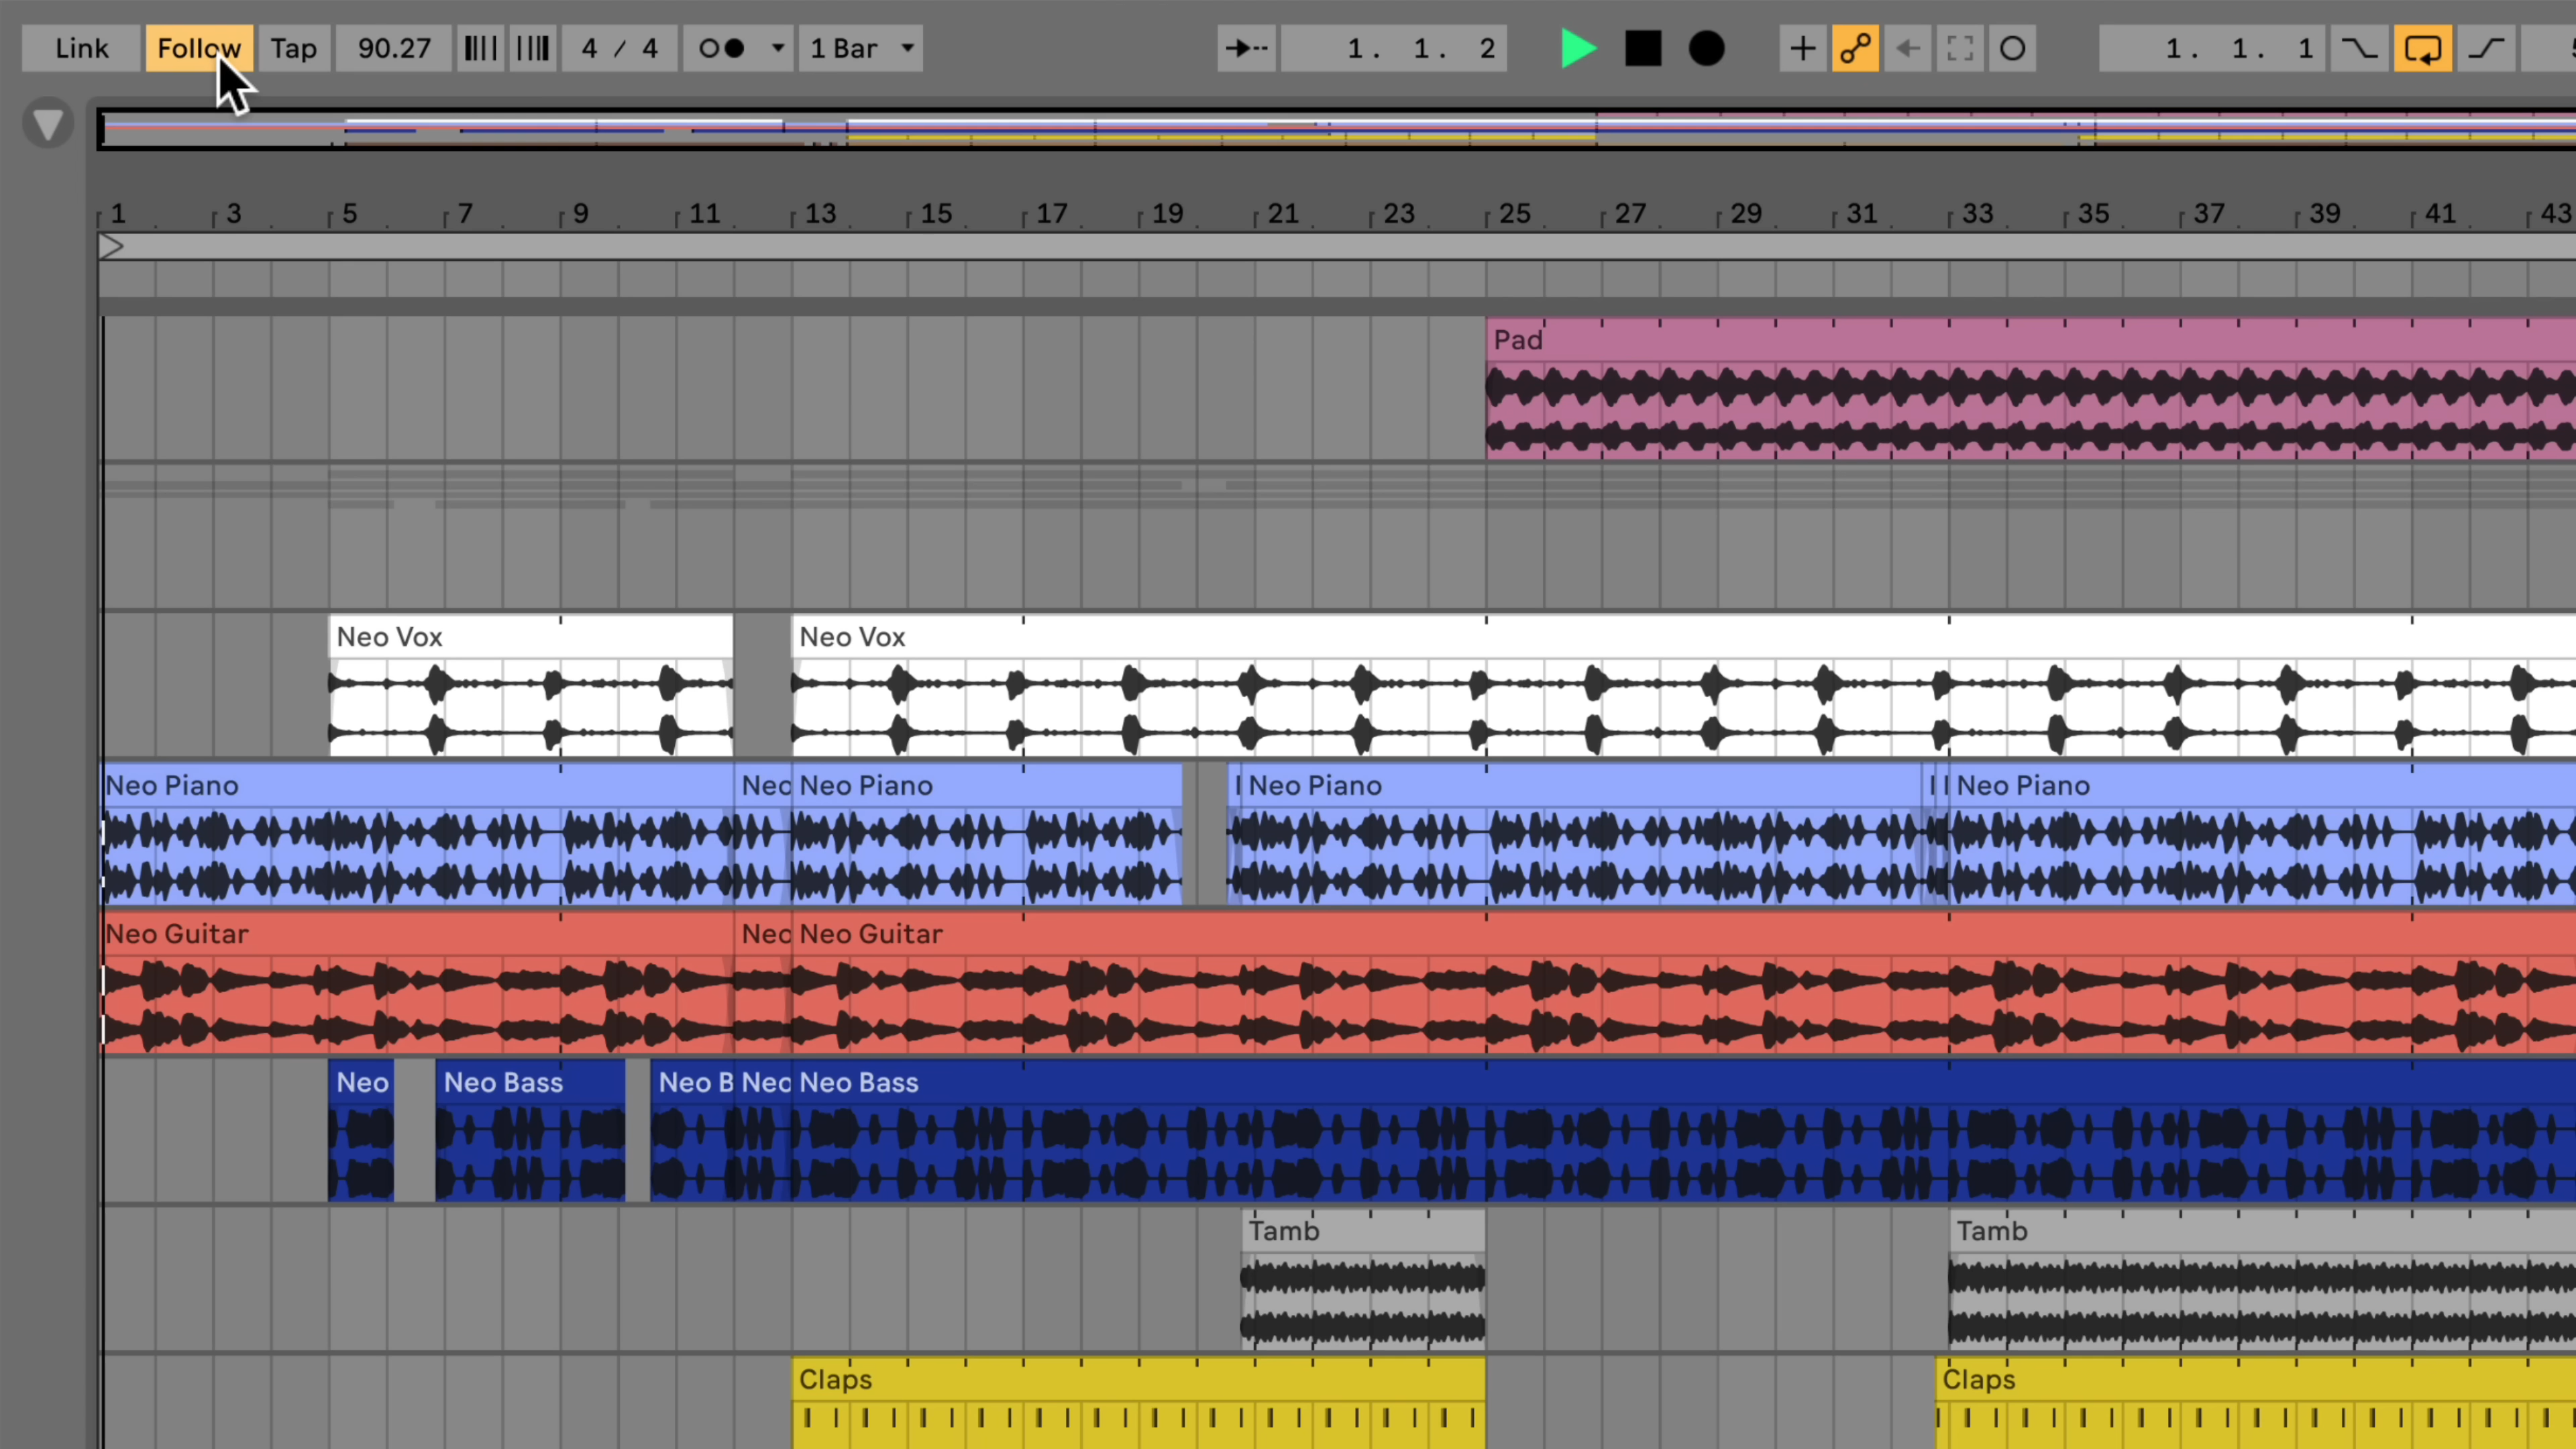 Link Follow Tap 90.27 4 / 4 1 Bar 1. 1. 2 1. 1. 1
1 3 5 7 9 11 13 15 17 19 21 23 25 27 29 31 33 35 37 39 41 43
Pad
Neo Vox Neo Vox
Neo Piano Neo Neo Piano Neo Piano Neo Piano
Neo Guitar Neo Neo Guitar
Neo Neo Bass Neo B Neo Neo Bass
Tamb Tamb
Claps Claps